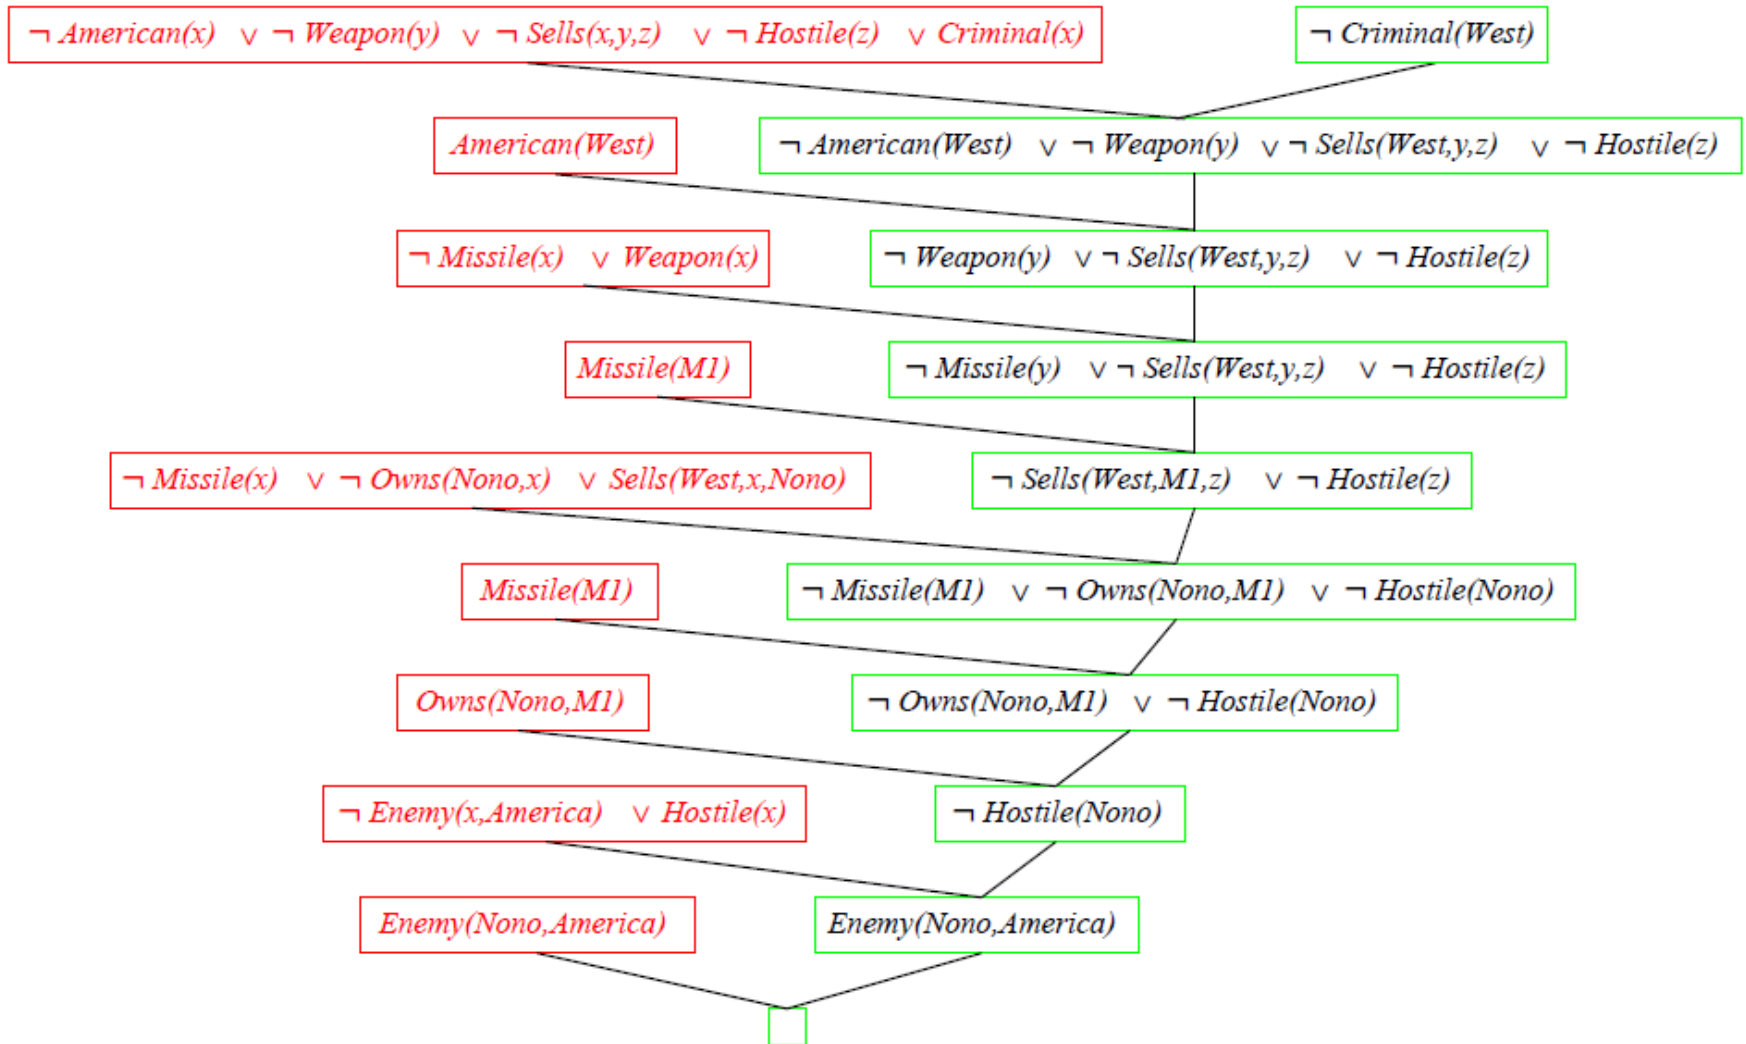 ¬ American(x) ∨ ¬ Weapon(y) ∨ ¬ Sells(x,y,z) ∨ ¬ Hostile(z) ∨ Criminal(x) ¬ Criminal(West)
American(West) ¬ American(West) ∨ ¬ Weapon(y) ∨ ¬ Sells(West,y,z) ∨ ¬ Hostile(z)
¬ Missile(x) ∨ Weapon(x) ¬ Weapon(y) ∨ ¬ Sells(West,y,z) ∨ ¬ Hostile(z)
Missile(M1) ¬ Missile(y) ∨ ¬ Sells(West,y,z) ∨ ¬ Hostile(z)
¬ Missile(x) ∨ ¬ Owns(Nono,x) ∨ Sells(West,x,Nono) ¬ Sells(West,M1,z) ∨ ¬ Hostile(z)
Missile(M1) ¬ Missile(M1) ∨ ¬ Owns(Nono,M1) ∨ ¬ Hostile(Nono)
Owns(Nono,M1) ¬ Owns(Nono,M1) ∨ ¬ Hostile(Nono)
¬ Enemy(x,America) ∨ Hostile(x) ¬ Hostile(Nono)
Enemy(Nono,America) Enemy(Nono,America)